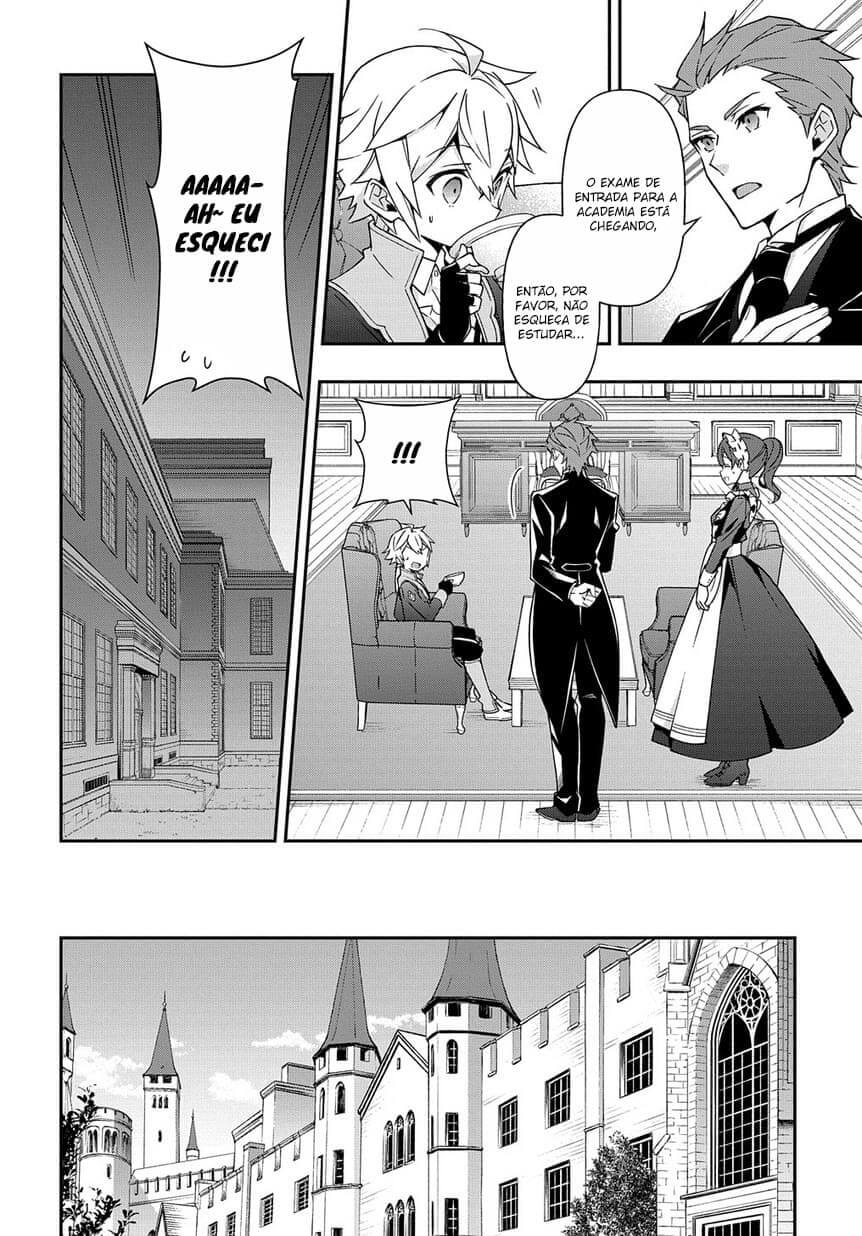 O EXAME DE
ENTRADA PARA A
ACADEMIA ESTÁ
CHEGANDO,
ENTÃO, POR
FAVOR, NÃO
ESQUEÇA DE
ESTUDAR...
!!!
AAAAA-
AH~ EU
ESQUECI
!!!